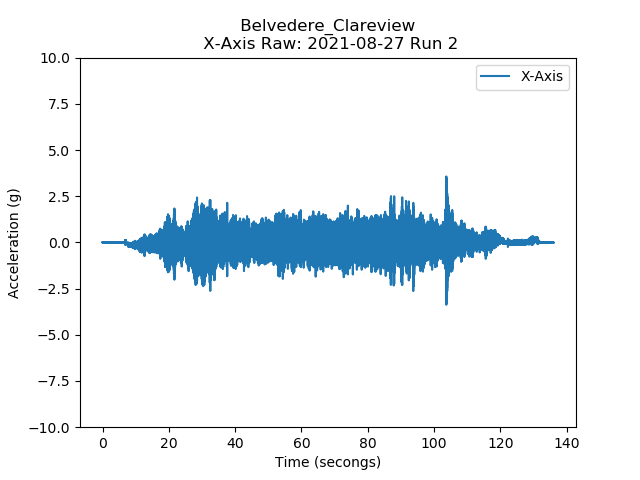 Belvedere_Clareview
X-Axis Raw: 2021-08-27 Run 2
X-Axis
10.0
7.5
5.0
2.5
0.0
−2.5
−5.0
−7.5
−10.0
Acceleration (g)
0 20 40 60 80 100 120 140
Time (secongs)